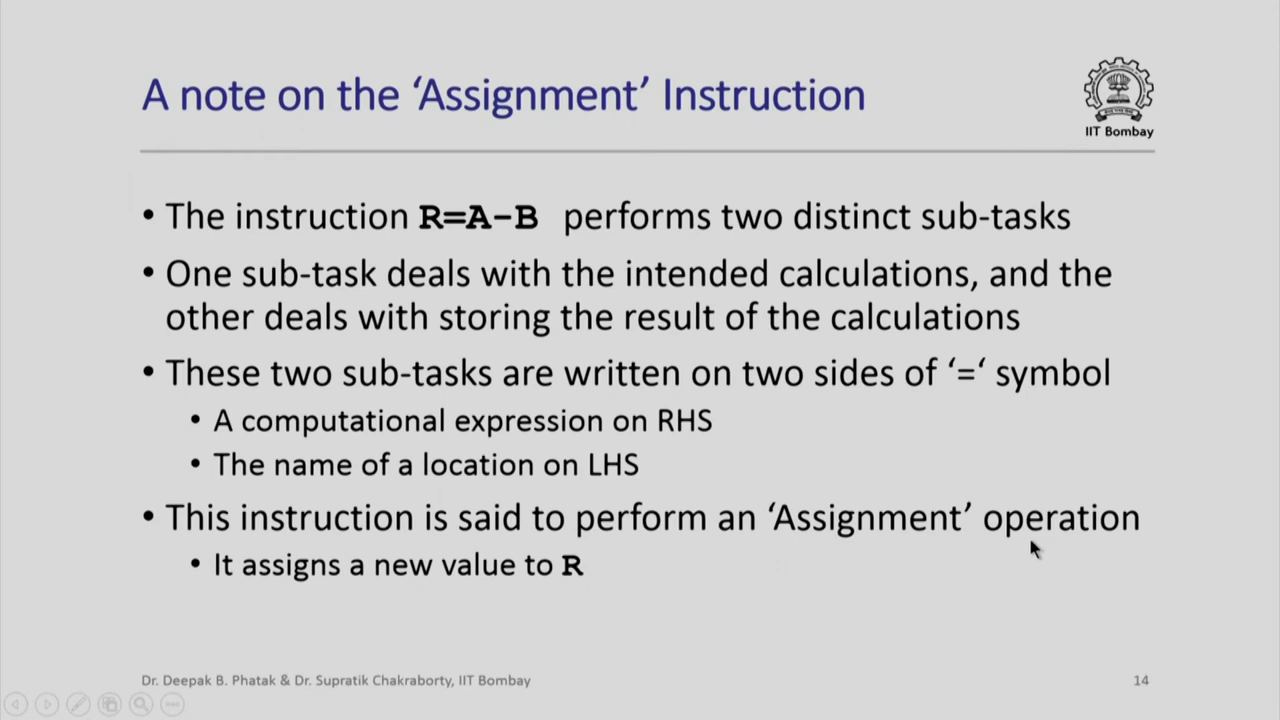 A note on the ‘Assignment’ Instruction
IIT Bombay
• The instruction R=A-B performs two distinct sub-tasks
• One sub-task deals with the intended calculations, and the
other deals with storing the result of the calculations
• These two sub-tasks are written on two sides of ‘=‘ symbol
• A computational expression on RHS
• The name of a location on LHS
• This instruction is said to perform an ‘Assignment’ operation
• It assigns a new value to R
Dr. Deepak B. Phatak & Dr. Supratik Chakraborty, IIT Bombay
14